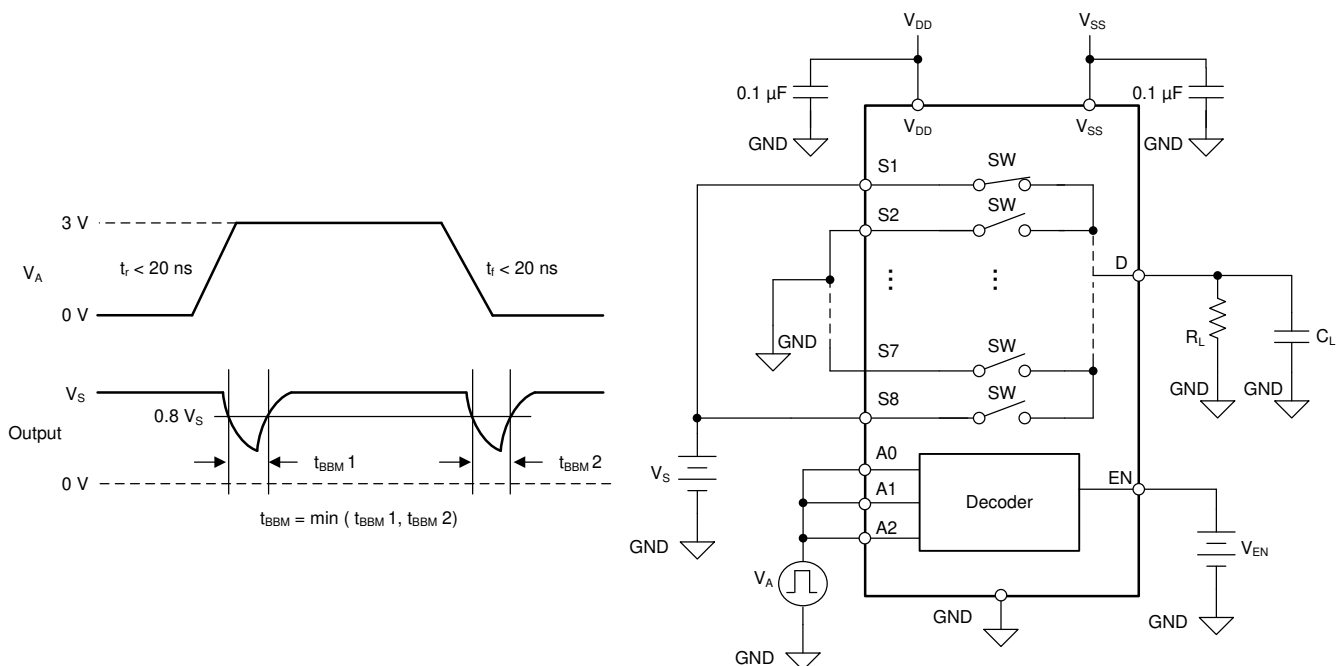 3 V
V_A
t_r < 20 ns
t_f < 20 ns
0 V
V_S
0.8 V_S
Output
t_BBM 1
t_BBM 2
0 V
t_BBM = min ( t_BBM 1, t_BBM 2)
V_DD
V_SS
0.1 µF
0.1 µF
V_DD
V_SS
GND
GND
S1
SW
S2
SW
D
GND
S7
SW
R_L
C_L
S8
SW
GND
GND
A0
V_S
A1
Decoder
EN
A2
GND
V_EN
V_A
GND
GND
GND